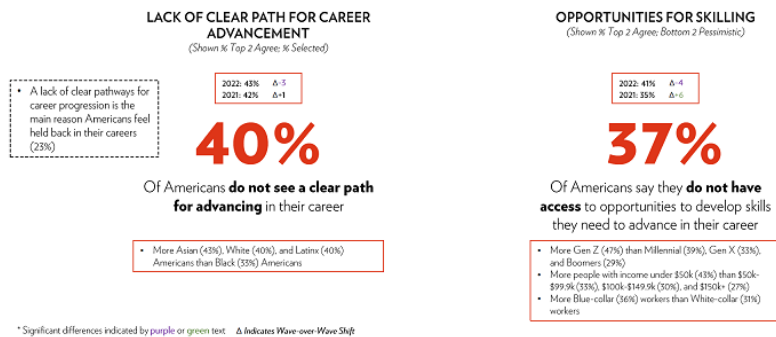 LACK OF CLEAR PATH FOR CAREER
ADVANCEMENT
(Shown % Top 2 Agree; % Selected)
2022: 43% Δ-3
2021: 42% Δ+1
• A lack of clear pathways for
career progression is the
main reason Americans feel
held back in their careers
(23%)
40%
Of Americans do not see a clear path
for advancing in their career
• More Asian (43%), White (40%), and Latinx (40%)
Americans than Black (33%) Americans
OPPORTUNITIES FOR SKILLING
(Shown % Top 2 Agree; Bottom 2 Pessimistic)
2022: 41% Δ-4
2021: 35% Δ+6
37%
Of Americans say they do not have
access to opportunities to develop skills
they need to advance in their career
• More Gen Z (47%) than Millennial (39%), Gen X (33%),
and Boomers (29%)
• More people with income under $50k (43%) than $50k-
$99.9k (33%), $100k-$149.9k (30%), and $150k+ (27%)
• More Blue-collar (36%) workers than White-collar (31%)
workers
* Significant differences indicated by purple or green text Δ Indicates Wave-over-Wave Shift